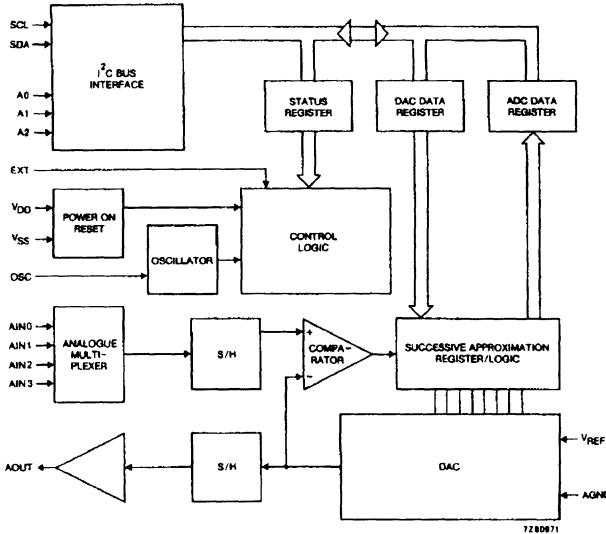 SCL
SDA
A0
A1
A2
I²C BUS
INTERFACE
STATUS
REGISTER
DAC DATA
REGISTER
ADC DATA
REGISTER
EXT
VDD
VSS
POWER ON
RESET
OSC
OSCILLATOR
CONTROL
LOGIC
AIN0
AIN1
AIN2
AIN3
ANALOGUE
MULTI-
PLEXER
S/H
+
−
COMPA-
RATOR
SUCCESSIVE APPROXIMATION
REGISTER/LOGIC
AOUT
S/H
DAC
VREF
AGND
7Z80971